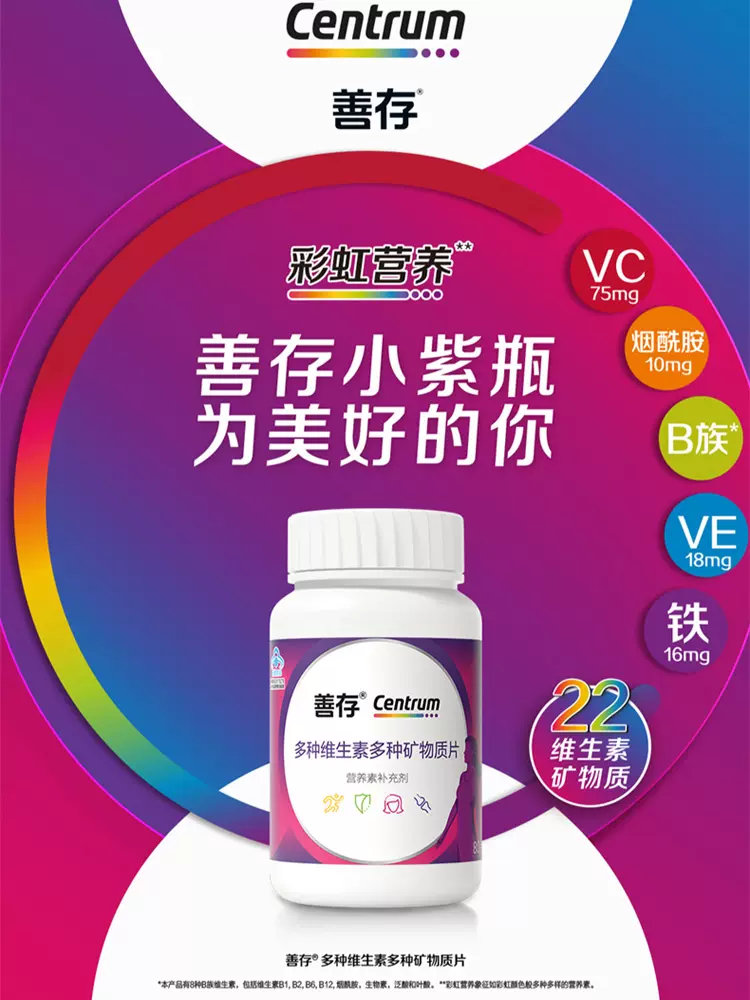 Centrum
善存®
彩虹营养**
善存小紫瓶
为美好的你
VC
75mg
烟酰胺
10mg
B族*
VE
18mg
铁
16mg
22
维生素
矿物质
善存® Centrum
多种维生素多种矿物质片
营养素补充剂
善存®多种维生素多种矿物质片
*本产品有8种B族维生素，包括维生素B1, B2, B6, B12, 烟酰胺，生物素，泛酸和叶酸。**彩虹营养象征如彩虹颜色般多种多样的营养素。